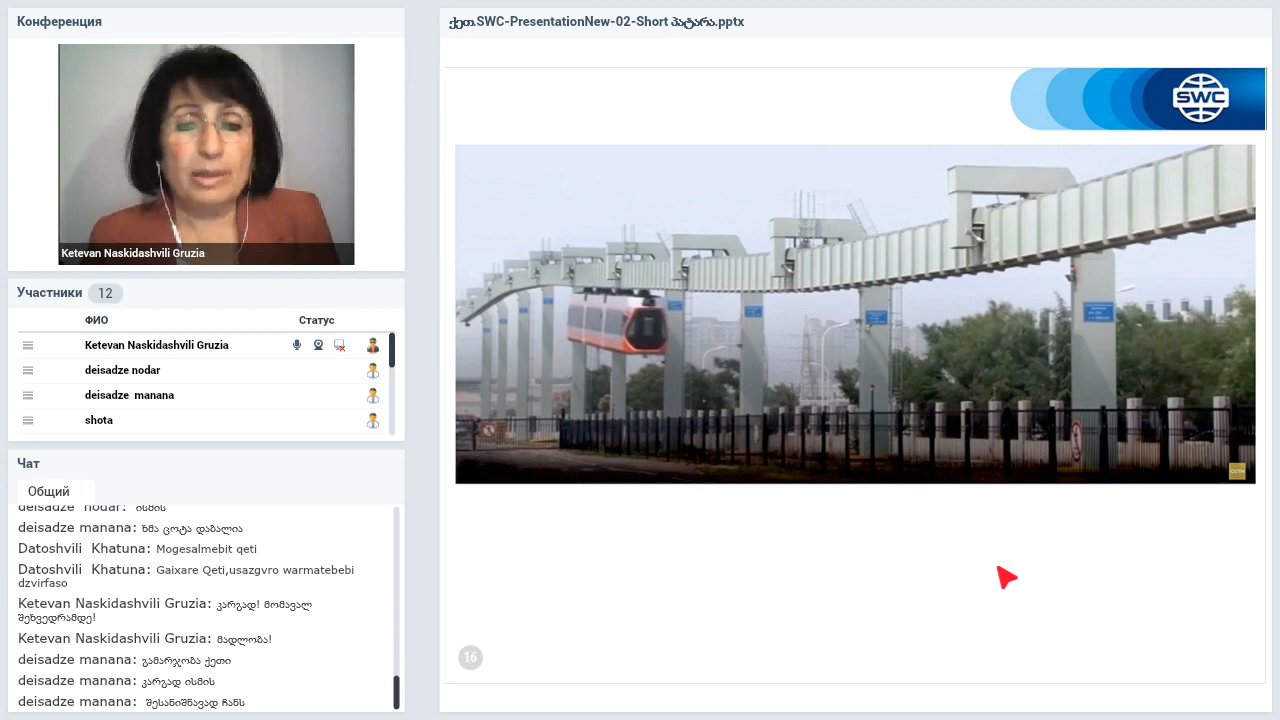 Конференция
Ketevan Naskidashvili Gruzia
Участники 12
ФИО Статус
Ketevan Naskidashvili Gruzia
deisadze nodar
deisadze manana
shota
Чат
Общий
deisadze nodar: ისმის
deisadze manana: ხმა ცოტა დაბალია
Datoshvili Khatuna: Mogesalmebit qeti
Datoshvili Khatuna: Gaixare Qeti,usazgvro warmatebebi
dzvirfaso
Ketevan Naskidashvili Gruzia: კარგად! მომავალ
შეხვედრამდე!
Ketevan Naskidashvili Gruzia: მადლობა!
deisadze manana: გამარჯობა ქეთი
deisadze manana: კარგად ისმის
deisadze manana: შესანიშნავად ჩანს
ქეთ.SWC-PresentationNew-02-Short პატარა.pptx
SWC
CGTN
16